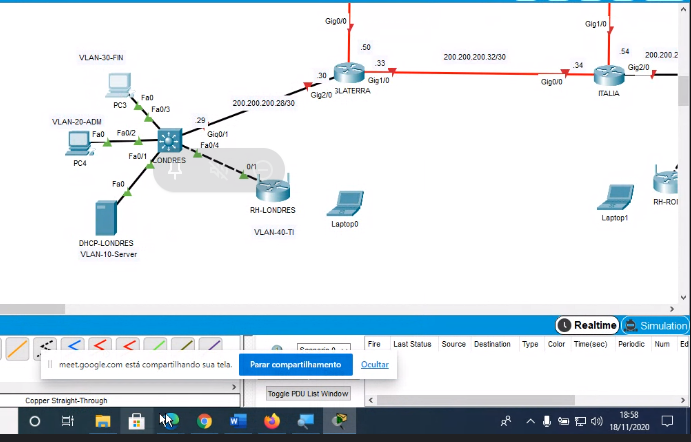 Gig0/0
Gig1/0
VLAN-30-FIN
.50
.54
200.200.2
.33
200.200.200.32/30
.34
Gig2/0
Fa0
.30
Gig1/0
Gig0/0
PC3
Fa0/3
Gig2/0
GLATERRA
ITALIA
200.200.200.28/30
VLAN-20-ADM
.29
Fa0
Fa0/2
Gig0/1
PC4
Fa0/4
LONDRES
Fa0/1
0/1
Fa0
RH-LONDRES
RH-RO
Laptop0
Laptop1
VLAN-40-TI
DHCP-LONDRES
VLAN-10-Server
Realtime
Simulation
Fire Last Status Source Destination Type Color Time(sec) Periodic Num Ed
meet.google.com está compartilhando sua tela.
Parar compartilhamento
Ocultar
Toggle PDU List Window
Copper Straight-Through
18:58
18/11/2020